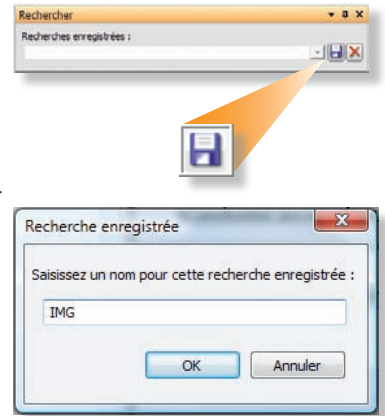 Rechercher
Recherches enregistrées :
Recherche enregistrée
Saisissez un nom pour cette recherche enregistrée :
IMG
OK
Annuler